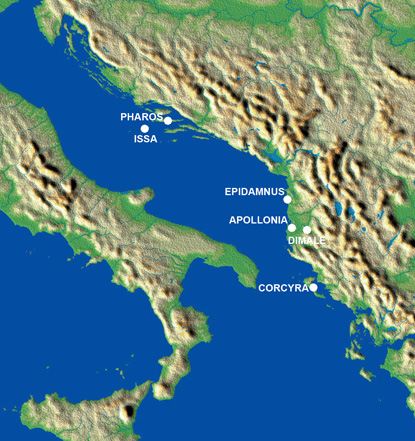 PHAROS
ISSA
EPIDAMNUS
APOLLONIA
DIMALE
CORCYRA